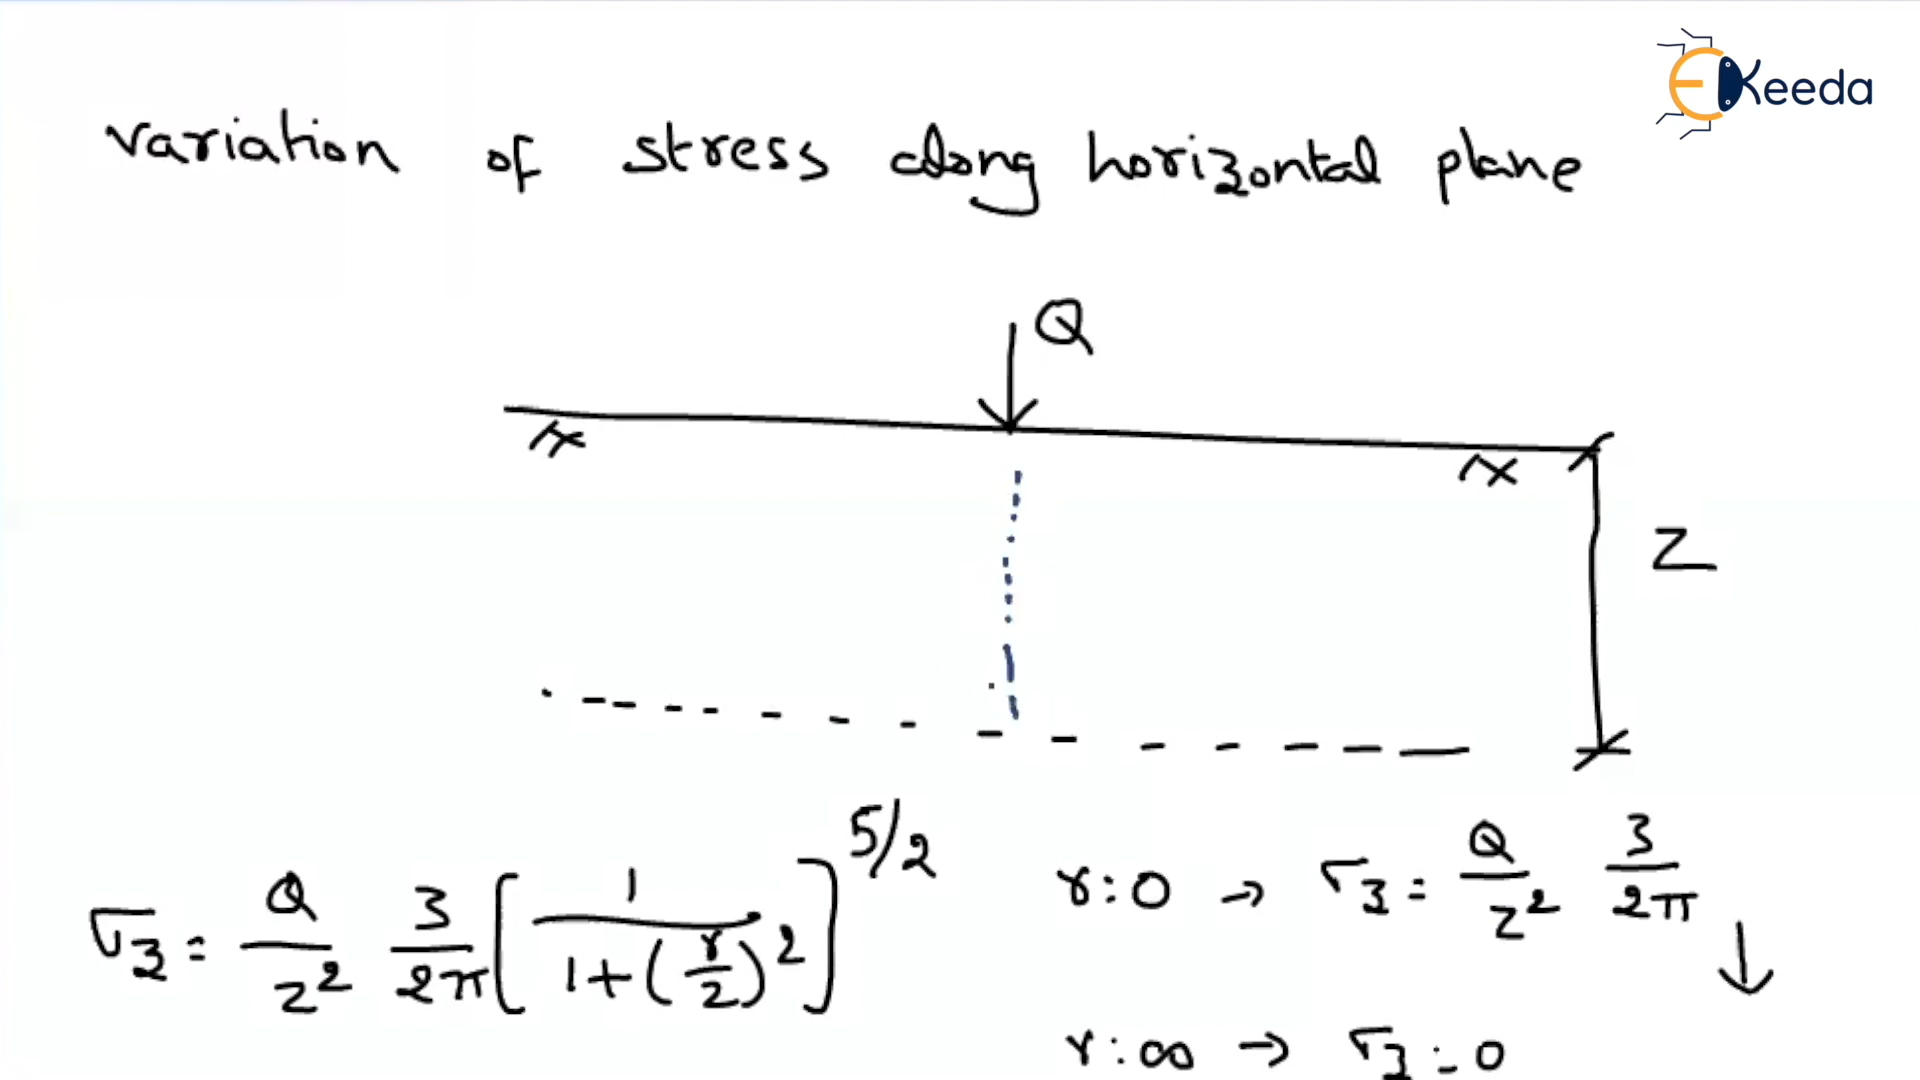 EKeeda
variation of stress along horizontal plane
Q
Z
σz = Q/z² 3/2π [1/1+(r/z)²]^5/2
r:0 → σz = Q/z² 3/2π
↓
r:∞ → σz = 0